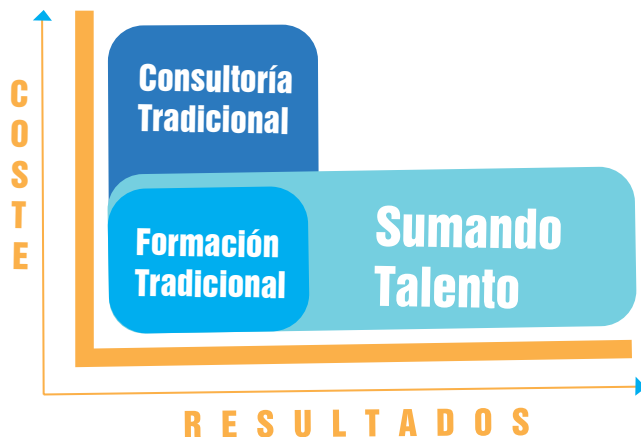 COSTE
Consultoría
Tradicional
Formación
Tradicional
Sumando
Talento
RESULTADOS